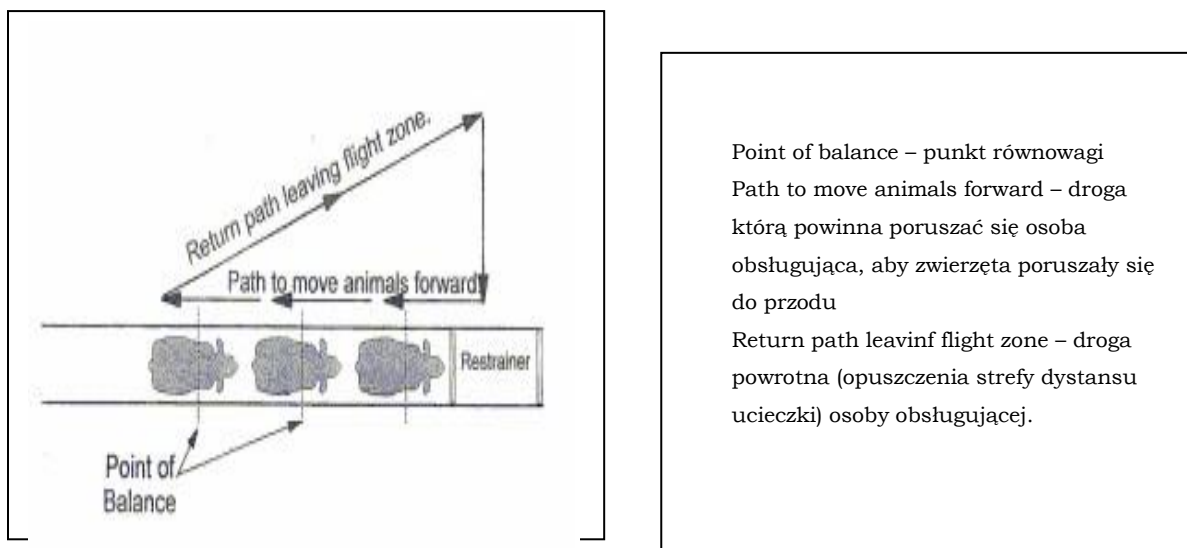 Return path leaving flight zone.
Path to move animals forward.
Restrainer
Point of
Balance
Point of balance – punkt równowagi
Path to move animals forward – droga
którą powinna poruszać się osoba
obsługująca, aby zwierzęta poruszały się
do przodu
Return path leavinf flight zone – droga
powrotna (opuszczenia strefy dystansu
ucieczki) osoby obsługującej.